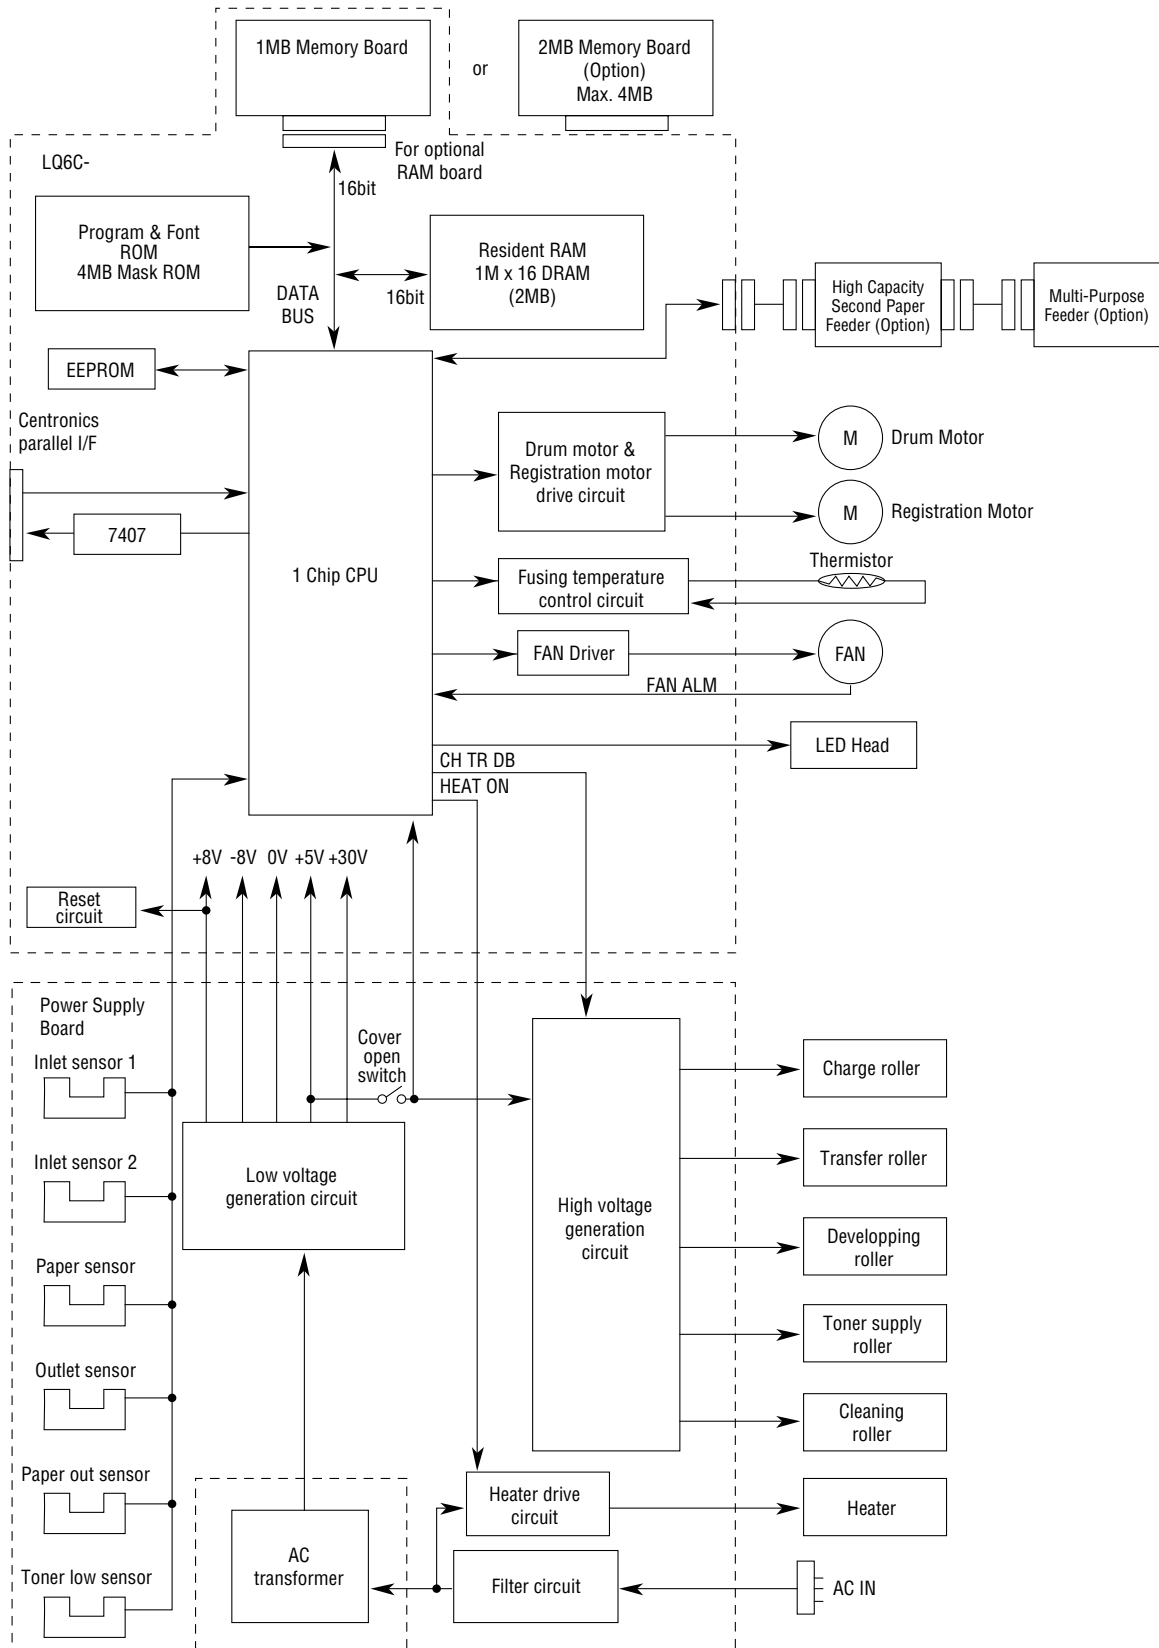 1MB Memory Board
or
2MB Memory Board
(Option)
Max. 4MB
For optional
RAM board
LQ6C-
16bit
Program & Font
ROM
4MB Mask ROM
Resident RAM
1M x 16 DRAM
(2MB)
DATA
BUS
16bit
High Capacity
Second Paper
Feeder (Option)
Multi-Purpose
Feeder (Option)
EEPROM
Centronics
parallel I/F
7407
1 Chip CPU
Drum motor &
Registration motor
drive circuit
M
Drum Motor
M
Registration Motor
Thermistor
Fusing temperature
control circuit
FAN Driver
FAN
FAN ALM
LED Head
CH TR DB
HEAT ON
+8V
-8V
0V
+5V
+30V
Reset
circuit
Power Supply
Board
Cover
open
switch
Inlet sensor 1
Inlet sensor 2
Paper sensor
Outlet sensor
Paper out sensor
Toner low sensor
Low voltage
generation circuit
High voltage
generation
circuit
Charge roller
Transfer roller
Developping
roller
Toner supply
roller
Cleaning
roller
Heater drive
circuit
Heater
AC
transformer
Filter circuit
AC IN